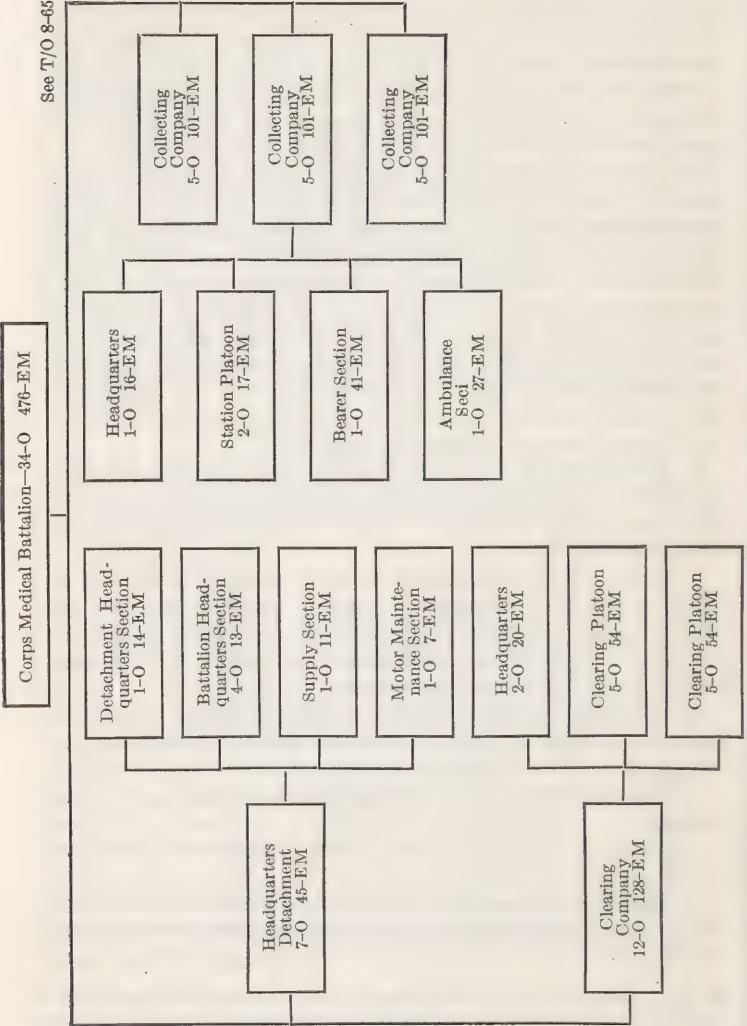 Corps Medical Battalion—34-O 476-EM
See T/O 8-65
Headquarters
Detachment
7-O 45-EM
Detachment Head-
quarters Section
1-O 14-EM
Battalion Head-
quarters Section
4-O 13-EM
Supply Section
1-O 11-EM
Motor Mainte-
nance Section
1-O 7-EM
Clearing
Company
12-O 128-EM
Headquarters
2-O 20-EM
Clearing Platoon
5-O 54-EM
Clearing Platoon
5-O 54-EM
Headquarters
1-O 16-EM
Station Platoon
2-O 17-EM
Bearer Section
1-O 41-EM
Ambulance
Seci
1-O 27-EM
Collecting
Company
5-O 101-EM
Collecting
Company
5-O 101-EM
Collecting
Company
5-O 101-EM